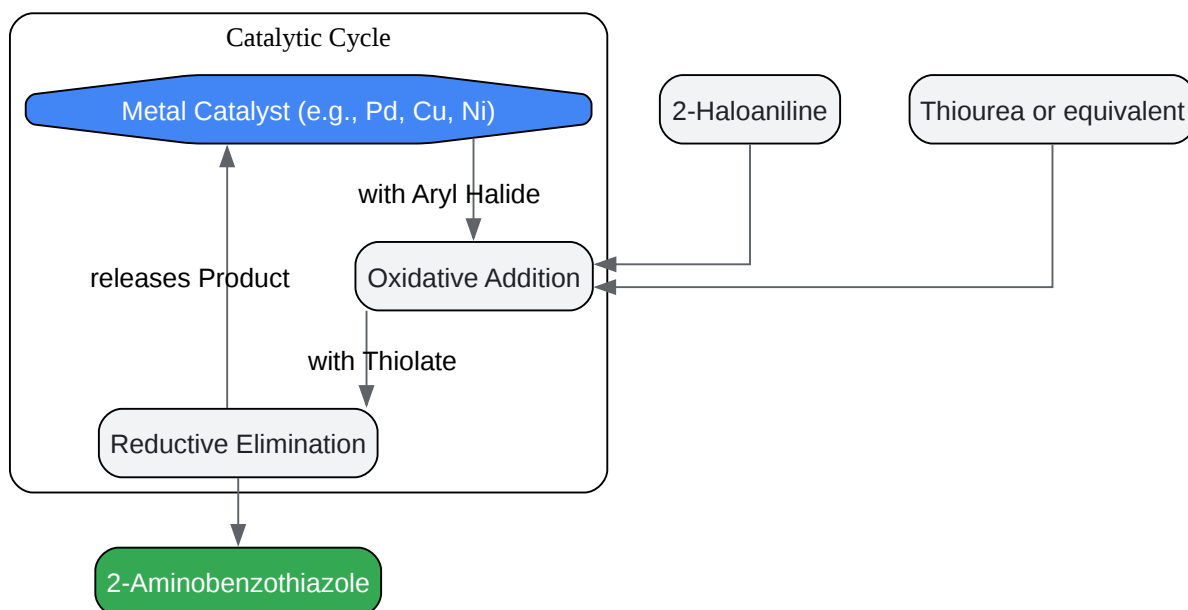 Catalytic Cycle
Metal Catalyst (e.g., Pd, Cu, Ni)
2-Haloaniline
Thiourea or equivalent
with Aryl Halide
releases Product
Oxidative Addition
with Thiolate
Reductive Elimination
2-Aminobenzothiazole